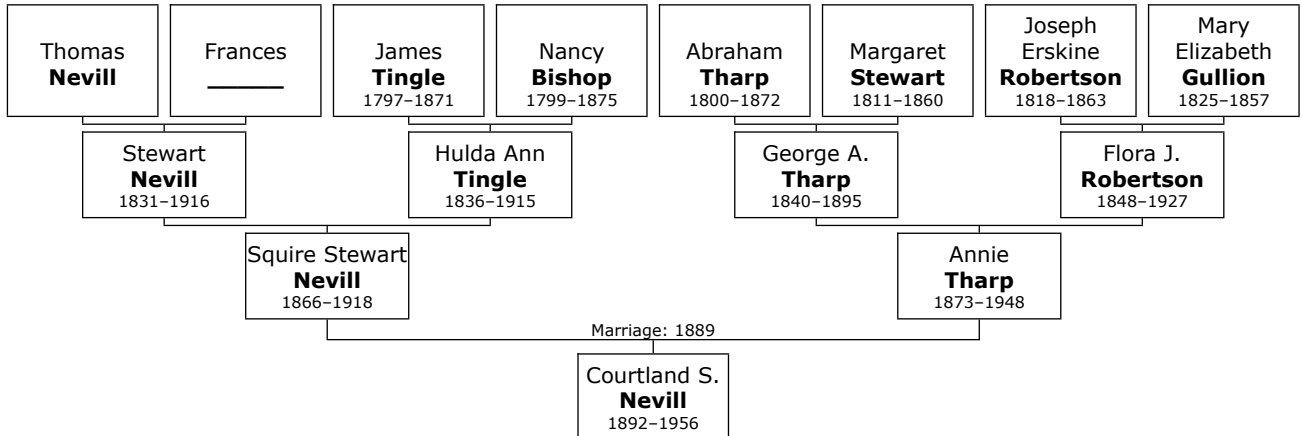 Thomas
Nevill
Frances
______
James
Tingle
1797–1871
Nancy
Bishop
1799–1875
Abraham
Tharp
1800–1872
Margaret
Stewart
1811–1860
Joseph
Erskine
Robertson
1818–1863
Mary
Elizabeth
Gullion
1825–1857
Stewart
Nevill
1831–1916
Hulda Ann
Tingle
1836–1915
George A.
Tharp
1840–1895
Flora J.
Robertson
1848–1927
Squire Stewart
Nevill
1866–1918
Annie
Tharp
1873–1948
Marriage: 1889
Courtland S.
Nevill
1892–1956